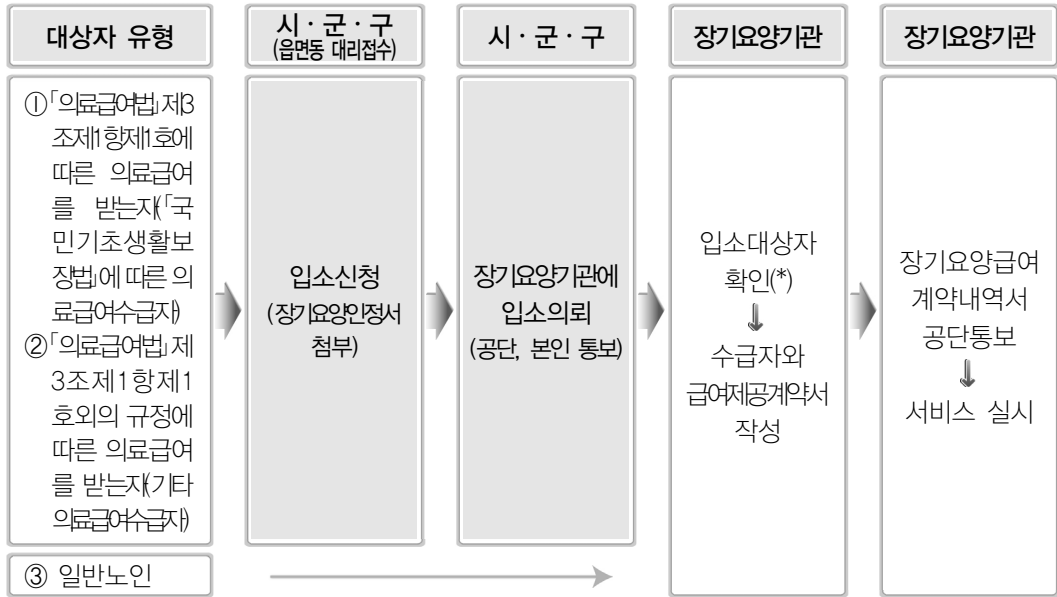 대상자 유형
①「의료급여법」제3
조제1항제1호에
따른 의료급여
를 받는자(「국
민기초생활보
장법」에 따른 의
료급여수급자)
②「의료급여법」제
3조제1항제1
호외의 규정에
따른 의료급여
를 받는자(기타
의료급여수급자)
③ 일반노인
시·군·구
(읍면동 대리접수)
입소신청
(장기요양인정서
첨부)
시·군·구
장기요양기관에
입소의뢰
(공단, 본인 통보)
장기요양기관
입소대상자
확인(*)
⇓
수급자와
급여제공계약서
작성
장기요양기관
장기요양급여
계약내역서
공단통보
⇓
서비스 실시